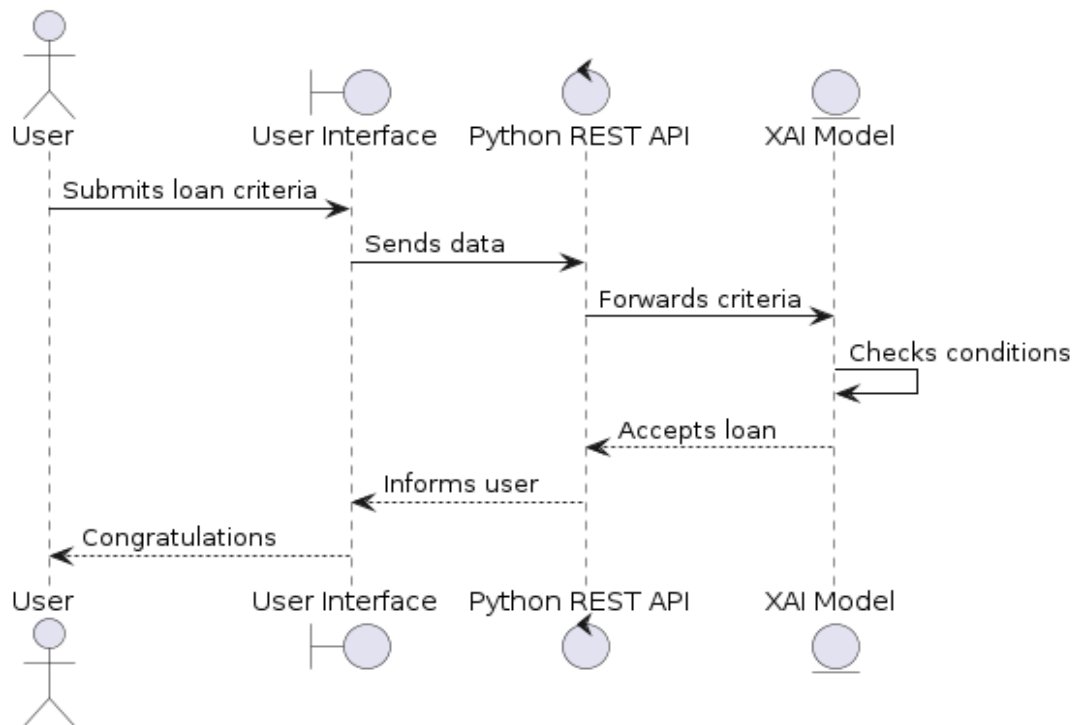 User User Interface Python REST API XAI Model
Submits loan criteria
Sends data
Forwards criteria
Checks conditions
Accepts loan
Informs user
Congratulations
User User Interface Python REST API XAI Model